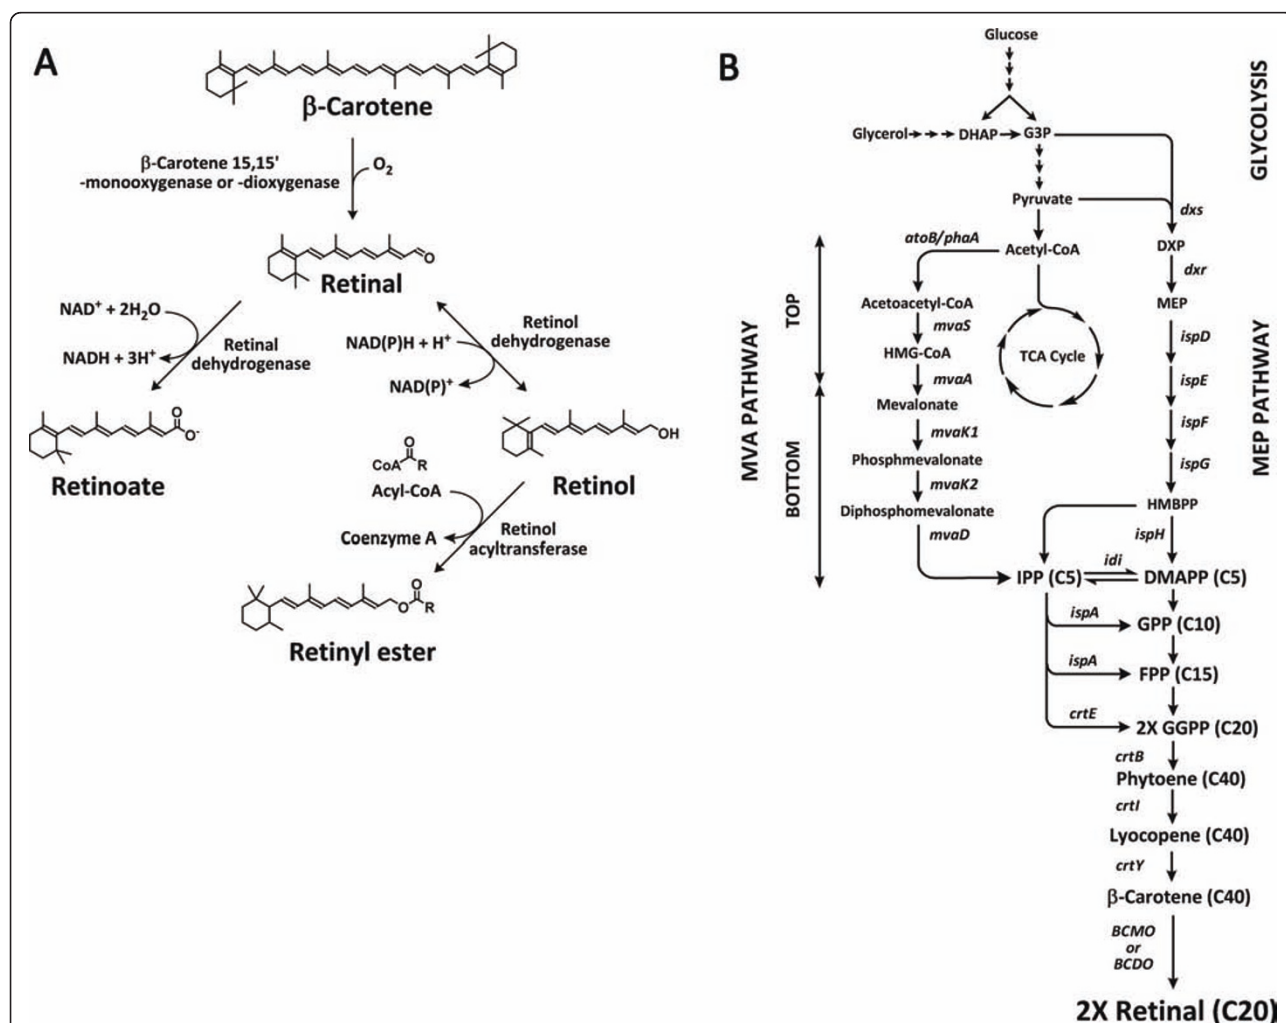 A
β-Carotene
β-Carotene 15,15'
-monooxygenase or -dioxygenase
O2
O
Retinal
NAD+ + 2H2O
NADH + 3H+
Retinal
dehydrogenase
NAD(P)H + H+
NAD(P)+
Retinol
dehydrogenase
O
O-
Retinoate
OH
Retinol
O
CoA R
Acyl-CoA
Coenzyme A
Retinol
acyltransferase
O
O R
Retinyl ester
B
Glucose
Glycerol
DHAP
G3P
Pyruvate
GLYCOLYSIS
dxs
atoB/phaA
Acetyl-CoA
DXP
dxr
Acetoacetyl-CoA
MEP
mvaS
HMG-CoA
TCA Cycle
ispD
mvaA
ispE
Mevalonate
mvaK1
ispF
Phosphmevalonate
ispG
mvaK2
Diphosphomevalonate
HMBPP
mvaD
ispH
TOP
BOTTOM
MVA PATHWAY
MEP PATHWAY
IPP (C5)
idi
DMAPP (C5)
ispA
GPP (C10)
ispA
FPP (C15)
crtE
2X GGPP (C20)
crtB
Phytoene (C40)
crtI
Lyocopene (C40)
crtY
β-Carotene (C40)
BCMO
or
BCDO
2X Retinal (C20)